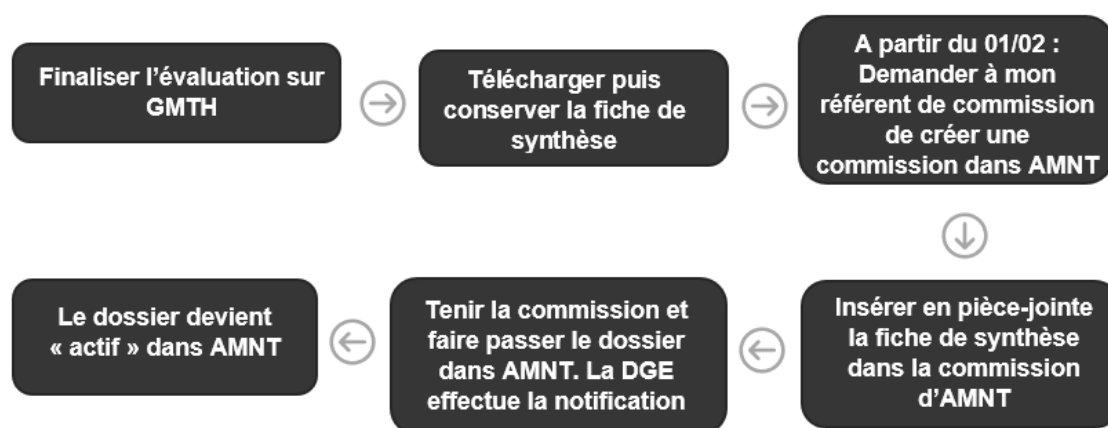 Finaliser l’évaluation sur
GMTH
Télécharger puis
conserver la fiche de
synthèse
A partir du 01/02 :
Demander à mon
référent de commission
de créer une
commission dans AMNT
Insérer en pièce-jointe
la fiche de synthèse
dans la commission
d’AMNT
Tenir la commission et
faire passer le dossier
dans AMNT. La DGE
effectue la notification
Le dossier devient
« actif » dans AMNT